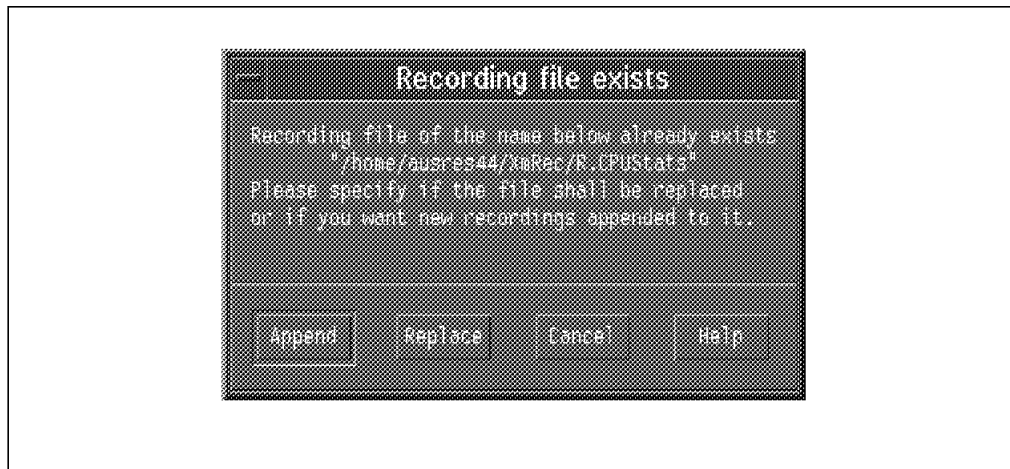 Recording file exists
Recording file of the name below already exists
"/home/ausres44/XmRec/R.CPUStats"
Please specify if the file shall be replaced
or if you want new recordings appended to it.
Append
Replace
Cancel
Help